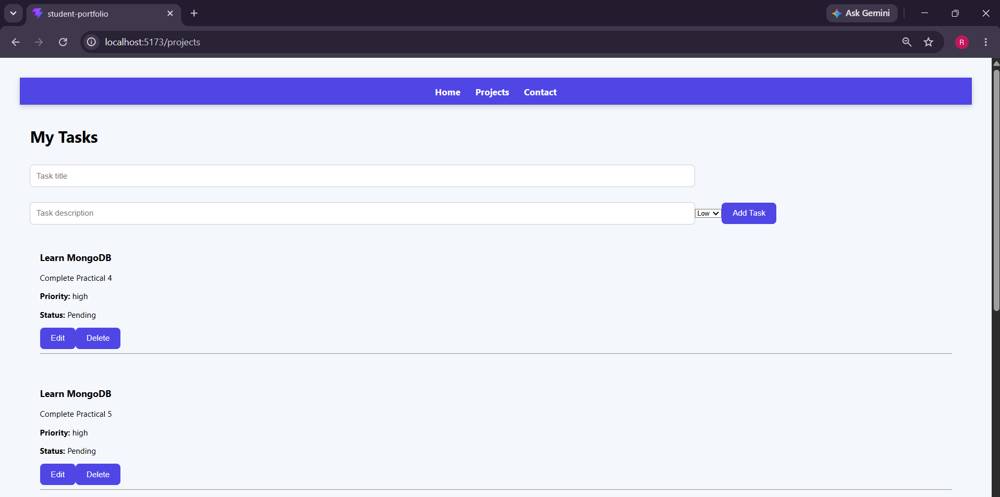 student-portfolio
Ask Gemini
localhost:5173/projects
R
Home Projects Contact
My Tasks
Task title
Task description
Low
Add Task
Learn MongoDB
Complete Practical 4
Priority: high
Status: Pending
Edit Delete
Learn MongoDB
Complete Practical 5
Priority: high
Status: Pending
Edit Delete